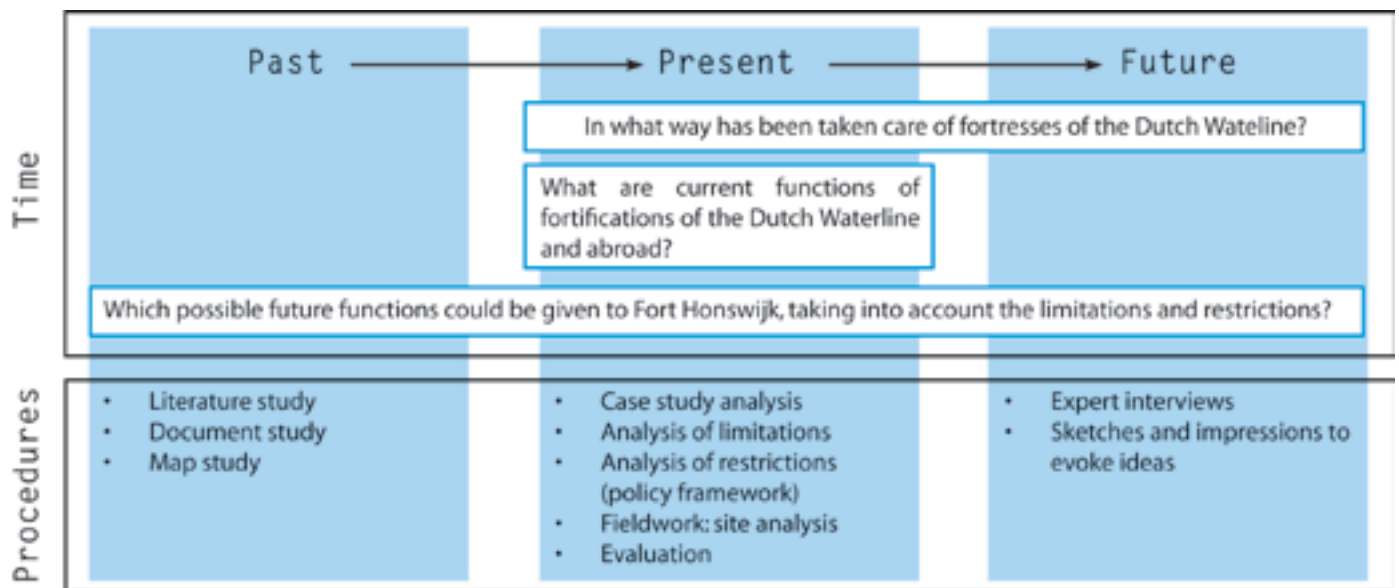 Past
Present
Future
Time
In what way has been taken care of fortresses of the Dutch Wateline?
What are current functions of
fortifications of the Dutch Waterline
and abroad?
Which possible future functions could be given to Fort Honswijk, taking into account the limitations and restrictions?
Procedures
• Literature study
• Document study
• Map study
• Case study analysis
• Analysis of limitations
• Analysis of restrictions
(policy framework)
• Fieldwork: site analysis
• Evaluation
• Expert interviews
• Sketches and impressions to
evoke ideas